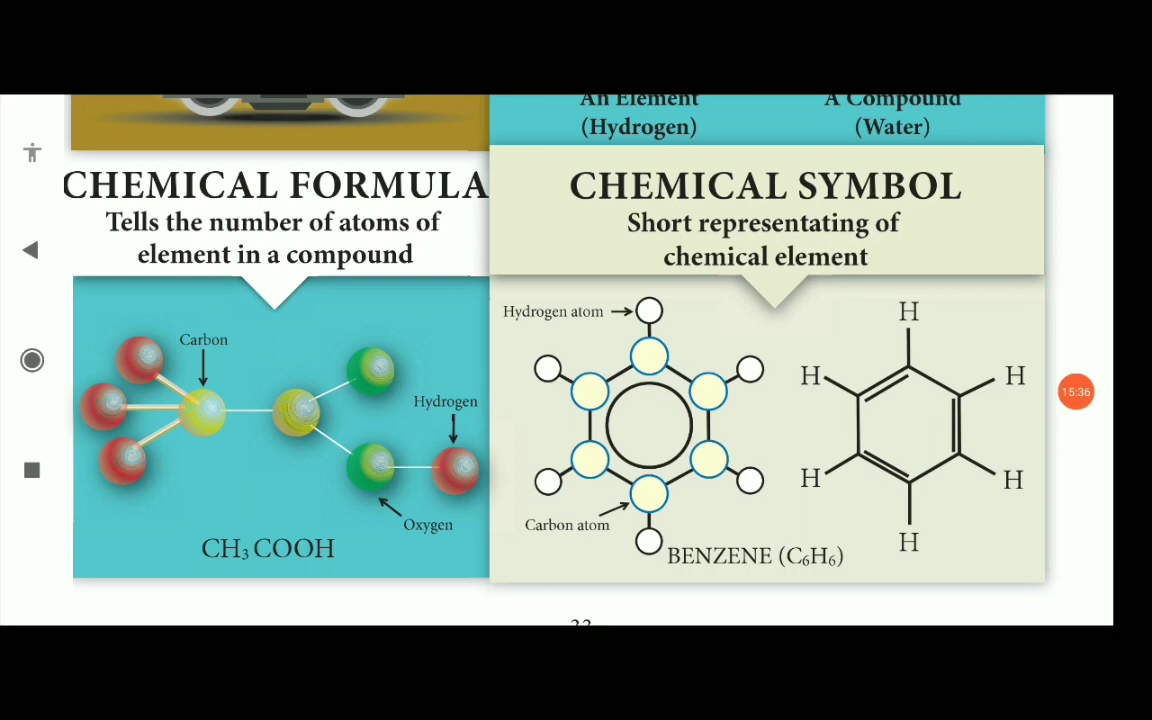 An Element
(Hydrogen)
A Compound
(Water)
CHEMICAL FORMULA
Tells the number of atoms of
element in a compound
Carbon
Hydrogen
Oxygen
CH₃ COOH
CHEMICAL SYMBOL
Short representating of
chemical element
Hydrogen atom
Carbon atom
BENZENE (C₆H₆)
H
H
H
H
H
H
15:36